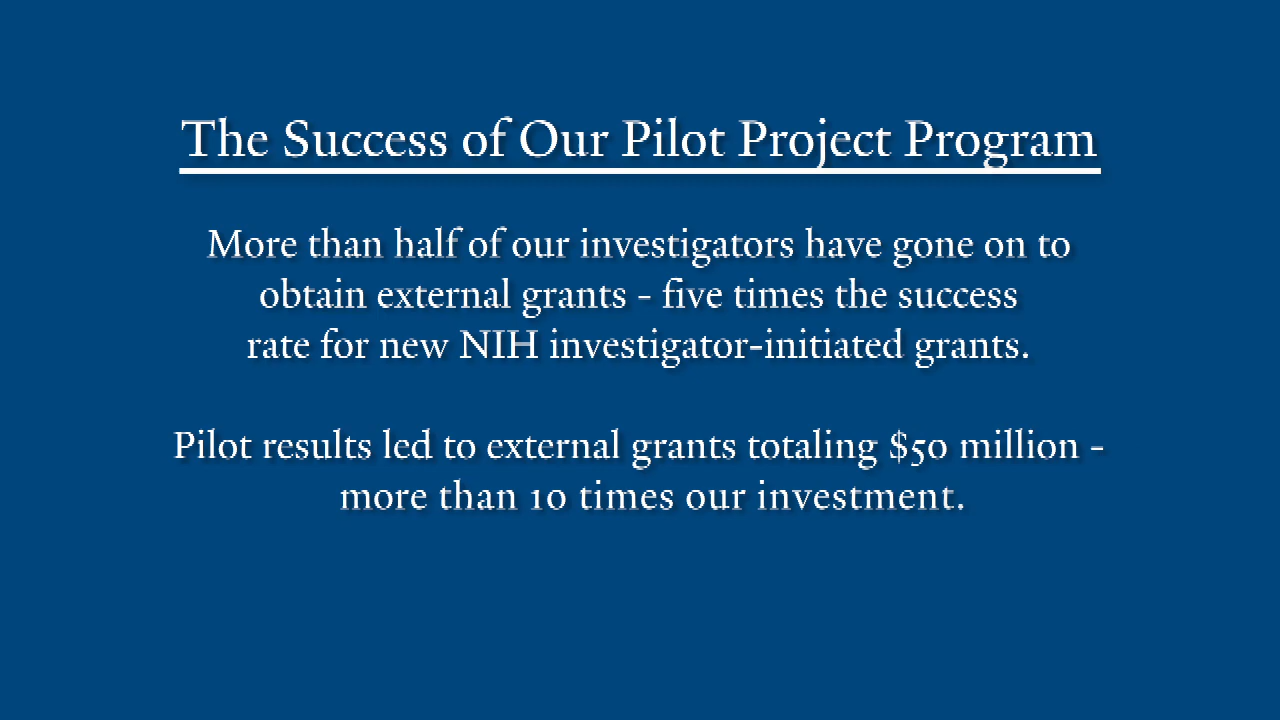 The Success of Our Pilot Project Program
More than half of our investigators have gone on to
obtain external grants - five times the success
rate for new NIH investigator-initiated grants.
Pilot results led to external grants totaling $50 million -
more than 10 times our investment.